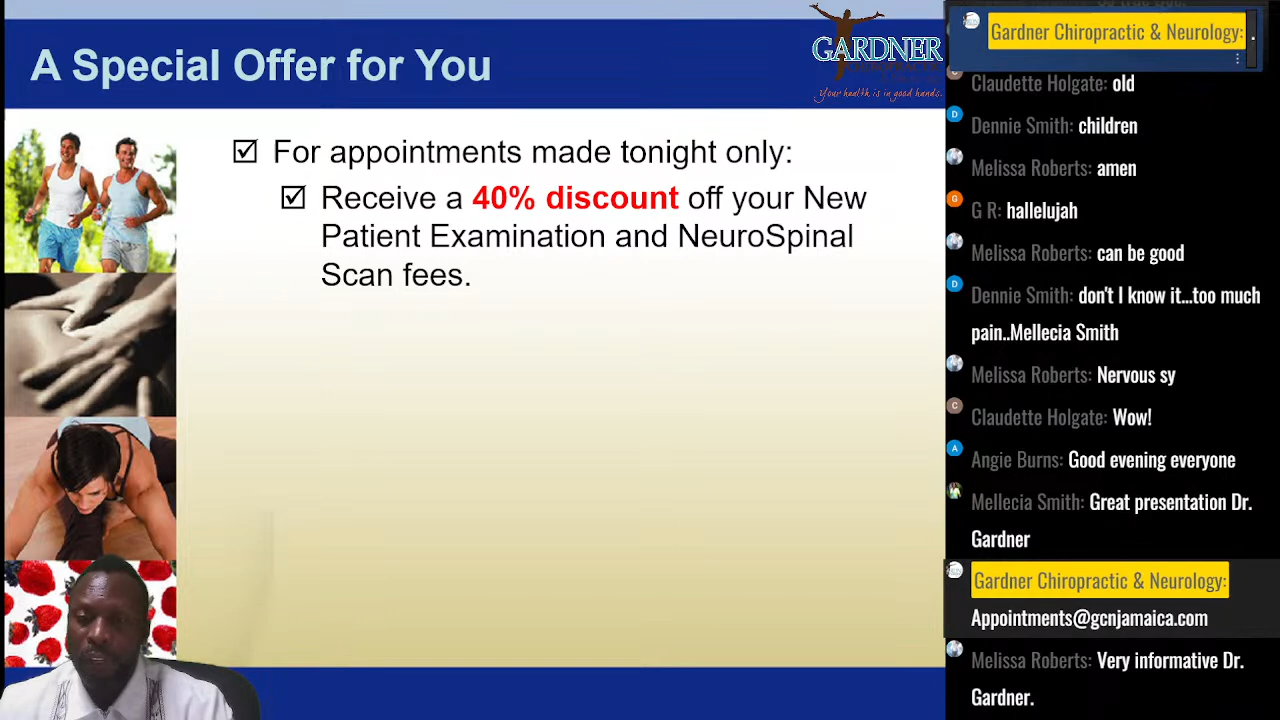 A Special Offer for You
GARDNER
Your health is in good hands.
For appointments made tonight only:
Receive a 40% discount off your New
Patient Examination and NeuroSpinal
Scan fees.
Gardner Chiropractic & Neurology: .
Claudette Holgate: old
D Dennie Smith: children
Melissa Roberts: amen
G G R: hallelujah
Melissa Roberts: can be good
D Dennie Smith: don't I know it...too much
pain..Mellecia Smith
Melissa Roberts: Nervous sy
C Claudette Holgate: Wow!
A Angie Burns: Good evening everyone
Mellecia Smith: Great presentation Dr.
Gardner
Gardner Chiropractic & Neurology:
Appointments@gcnjamaica.com
Melissa Roberts: Very informative Dr.
Gardner.